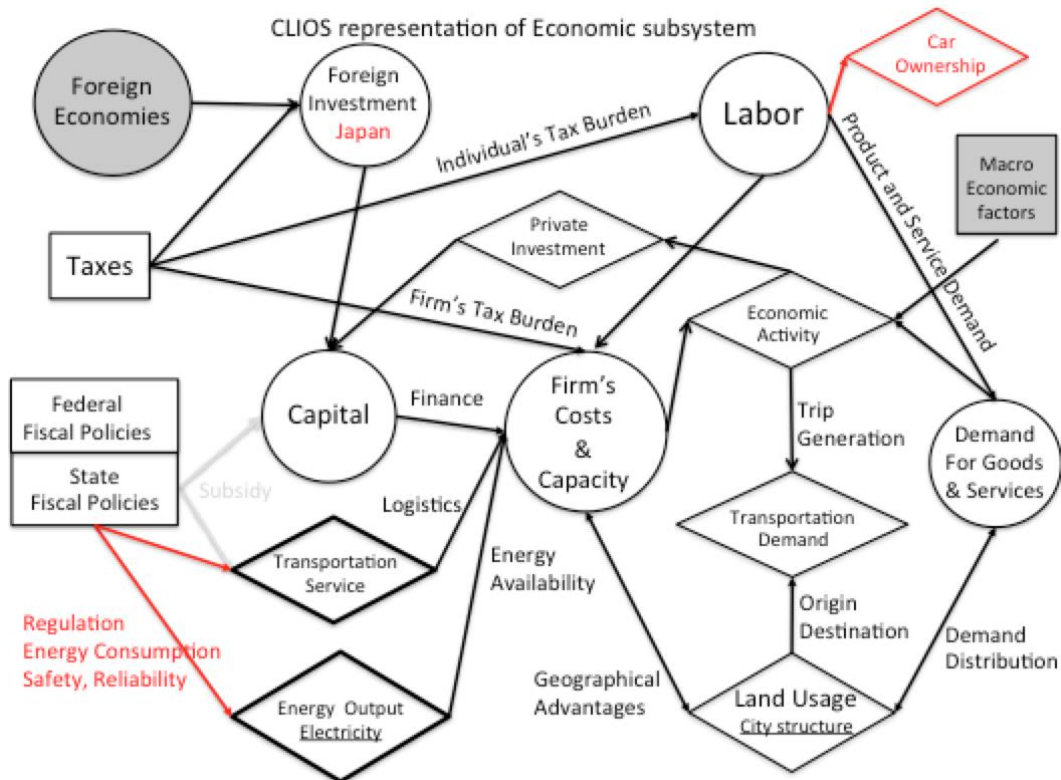 CLIOS representation of Economic subsystem
Foreign
Economies
Foreign
Investment
Japan
Labor
Car
Ownership
Individual's Tax Burden
Product and Service Demand
Macro
Economic
factors
Private
Investment
Taxes
Firm's Tax Burden
Economic
Activity
Federal
Fiscal Policies
State
Fiscal Policies
Subsidy
Capital
Finance
Firm's
Costs
&
Capacity
Trip
Generation
Demand
For Goods
& Services
Logistics
Transportation
Service
Energy
Availability
Transportation
Demand
Regulation
Energy Consumption
Safety, Reliability
Origin
Destination
Demand
Distribution
Energy Output
Electricity
Geographical
Advantages
Land Usage
City structure